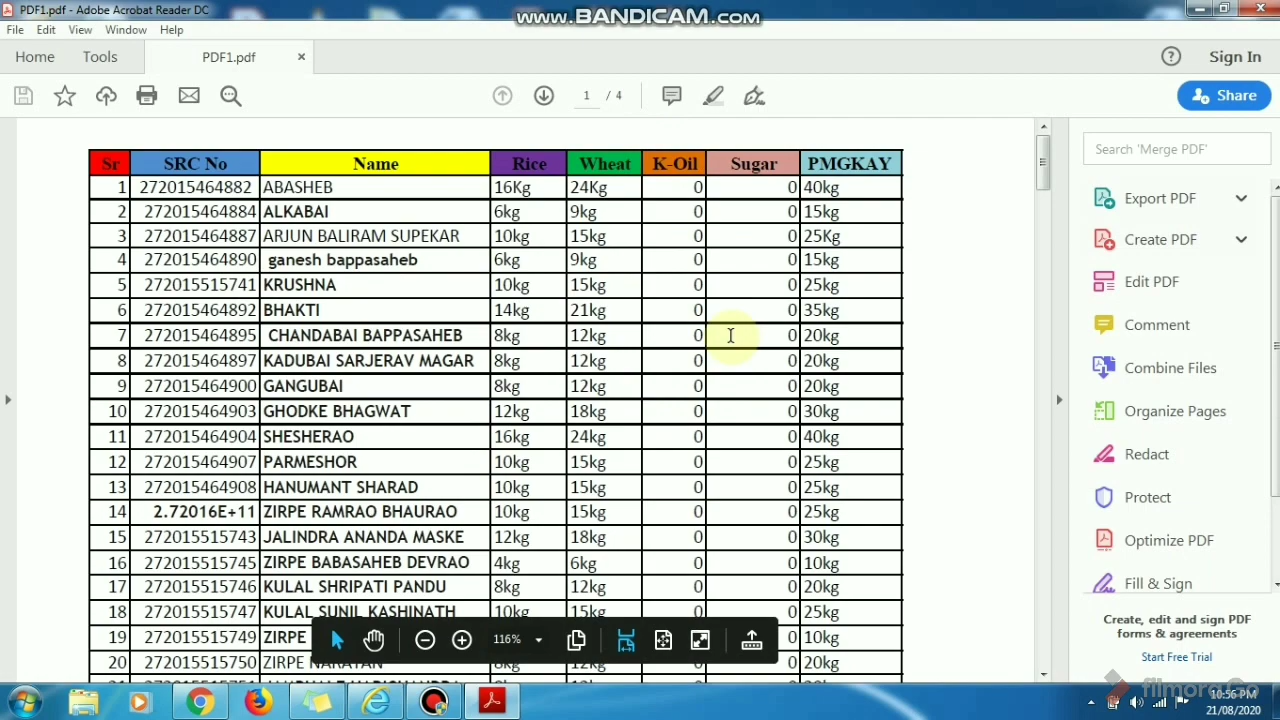 PDF1.pdf - Adobe Acrobat Reader DC
www.BANDICAM.com
File Edit View Window Help
Home Tools PDF1.pdf × Sign In
1 / 4 Share
Search 'Merge PDF'
Export PDF
Create PDF
Edit PDF
Comment
Combine Files
Organize Pages
Redact
Protect
Optimize PDF
Fill & Sign
Create, edit and sign PDF
forms & agreements
Start Free Trial
Sr SRC No Name Rice Wheat K-Oil Sugar PMGKAY
1 272015464882 ABASHEB 16Kg 24Kg 0 0 40kg
2 272015464884 ALKABAI 6kg 9kg 0 0 15kg
3 272015464887 ARJUN BALIRAM SUPEKAR 10kg 15kg 0 0 25Kg
4 272015464890 ganesh bappasaheb 6kg 9kg 0 0 15kg
5 272015515741 KRUSHNA 10kg 15kg 0 0 25kg
6 272015464892 BHAKTI 14kg 21kg 0 0 35kg
7 272015464895 CHANDABAI BAPPASAHEB 8kg 12kg 0 0 20kg
8 272015464897 KADUBAI SARJERAV MAGAR 8kg 12kg 0 0 20kg
9 272015464900 GANGUBAI 8kg 12kg 0 0 20kg
10 272015464903 GHODKE BHAGWAT 12kg 18kg 0 0 30kg
11 272015464904 SHESHERAO 16kg 24kg 0 0 40kg
12 272015464907 PARMESHOR 10kg 15kg 0 0 25kg
13 272015464908 HANUMANT SHARAD 10kg 15kg 0 0 25kg
14 2.72016E+11 ZIRPE RAMRAO BHAURAO 10kg 15kg 0 0 25kg
15 272015515743 JALINDRA ANANDA MASKE 12kg 18kg 0 0 30kg
16 272015515745 ZIRPE BABASAHEB DEVRAO 4kg 6kg 0 0 10kg
17 272015515746 KULAL SHRIPATI PANDU 8kg 12kg 0 0 20kg
18 272015515747 KULAL SUNIL KASHINATH 10kg 15kg 0 0 25kg
19 272015515749 ZIRPE 0 10kg
20 272015515750 ZIRPE NARAYAN 0 20kg
116%
filmora
10:56 PM
21/08/2020